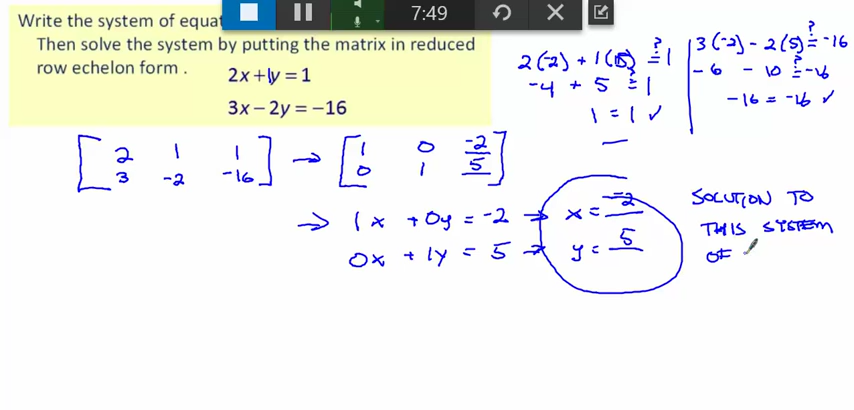 Write the system of equat
7:49
Then solve the system by putting the matrix in reduced
row echelon form .
2x+1y=1
3x−2y=−16
2(-2) + 1(5) ≟ 1
-4 + 5 ≟ 1
1 = 1 ✓
3(-2) - 2(5) ≟ -16
-6 - 10 ≟ -16
-16 = -16 ✓
[ 2 1 1 ] → [ 1 0 -2 ]
[ 3 -2 -16 ] [ 0 1 5 ]
→ 1x + 0y = -2 → x = -2
0x + 1y = 5 → y = 5
SOLUTION TO
THIS SYSTEM
OF